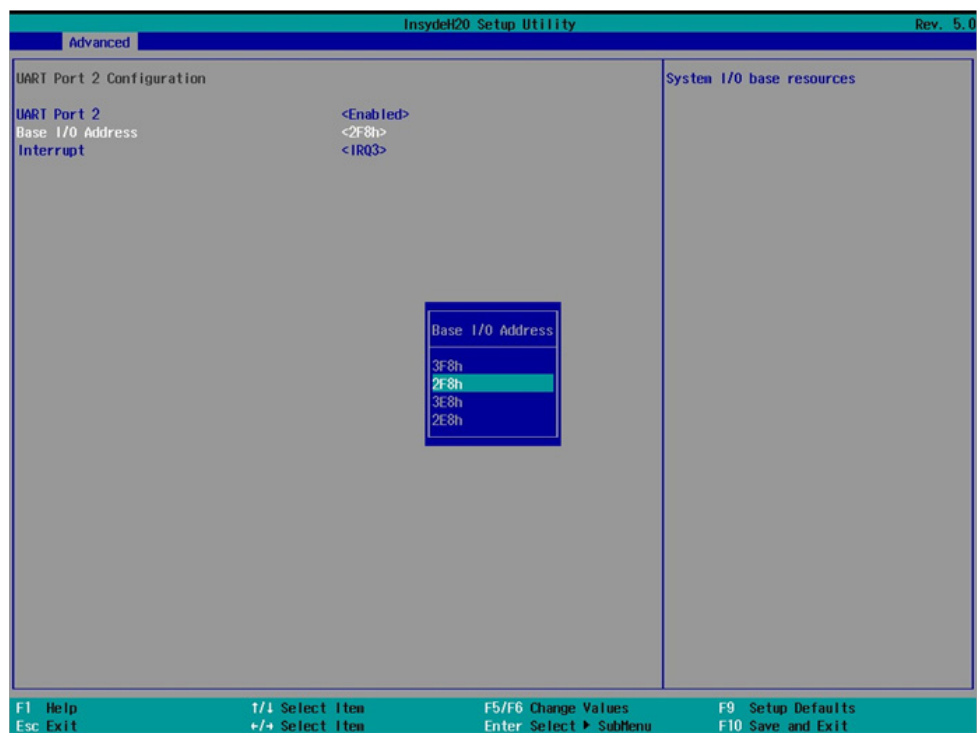 InsydeH2O Setup Utility Rev. 5.0
Advanced
UART Port 2 Configuration
System I/O base resources
UART Port 2 <Enabled>
Base I/O Address <2F8h>
Interrupt <IRQ3>
Base I/O Address
3F8h
2F8h
3E8h
2E8h
F1 Help ↑/↓ Select Item F5/F6 Change Values F9 Setup Defaults
Esc Exit ←/→ Select Item Enter Select ▶ SubMenu F10 Save and Exit